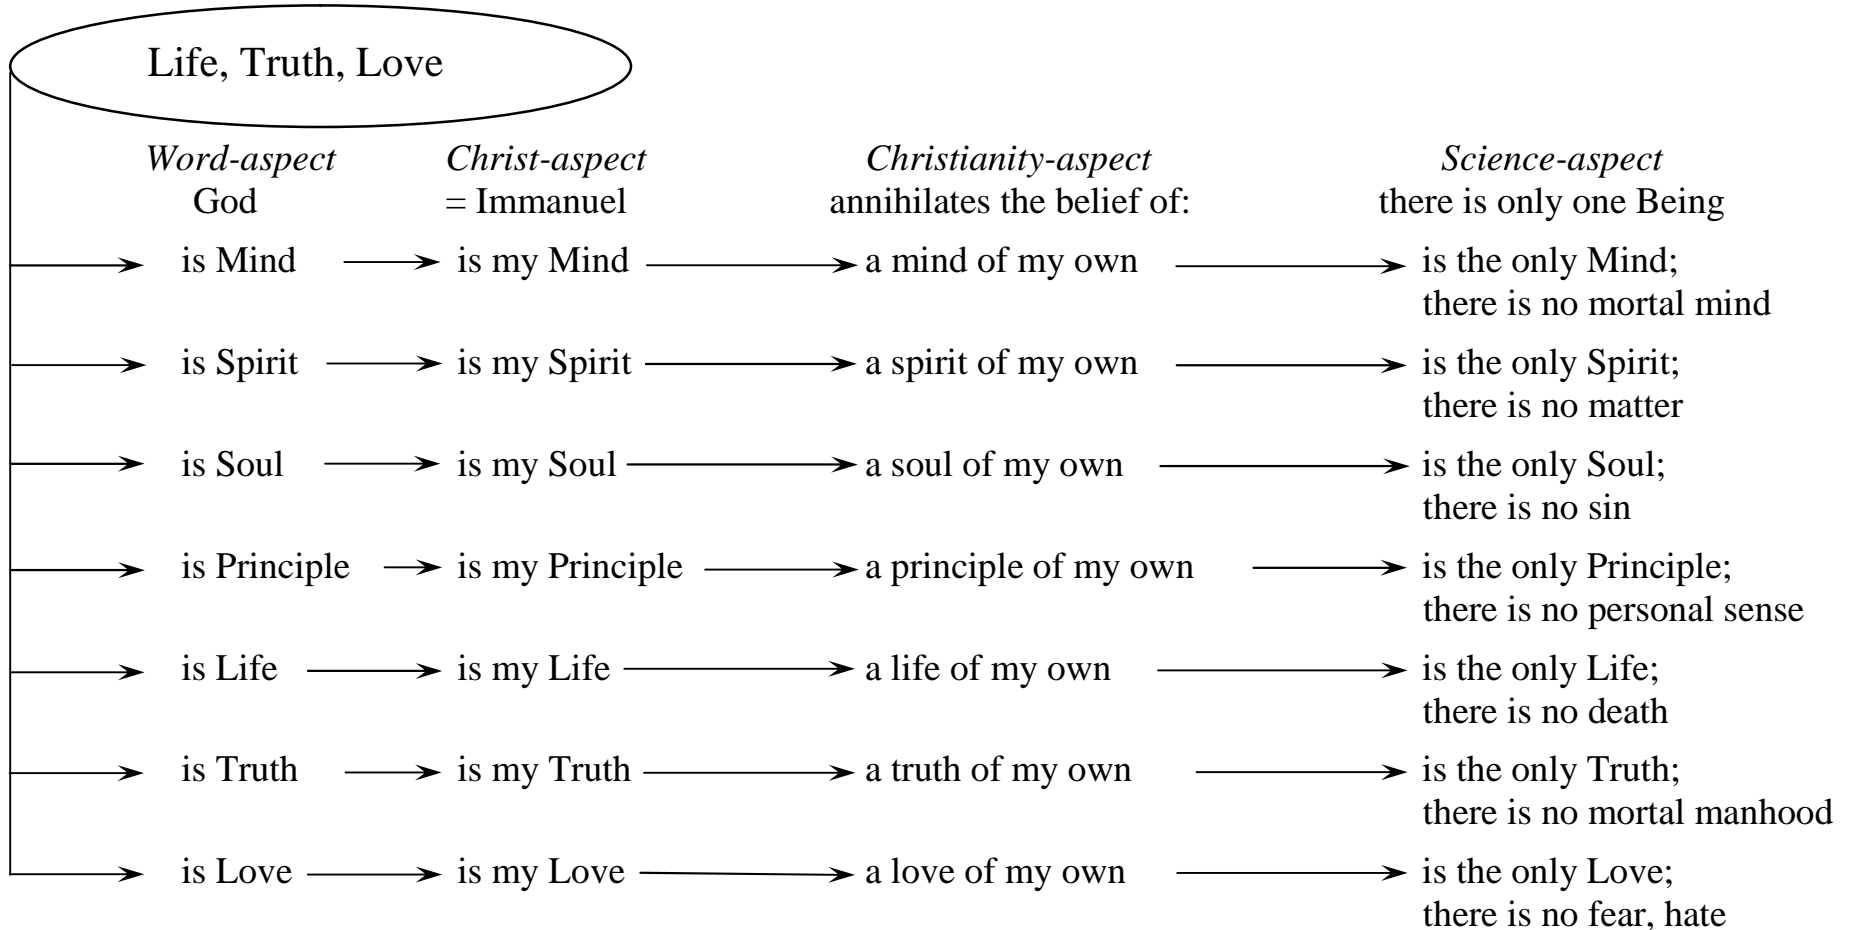 Life, Truth, Love
Word-aspect Christ-aspect Christianity-aspect Science-aspect
God = Immanuel annihilates the belief of: there is only one Being
is Mind is my Mind a mind of my own is the only Mind;
there is no mortal mind
is Spirit is my Spirit a spirit of my own is the only Spirit;
there is no matter
is Soul is my Soul a soul of my own is the only Soul;
there is no sin
is Principle is my Principle a principle of my own is the only Principle;
there is no personal sense
is Life is my Life a life of my own is the only Life;
there is no death
is Truth is my Truth a truth of my own is the only Truth;
there is no mortal manhood
is Love is my Love a love of my own is the only Love;
there is no fear, hate